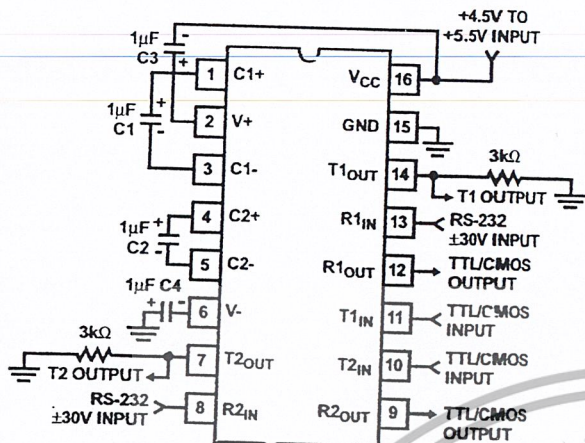 +4.5V TO
+5.5V INPUT
1µF
C3
-
+
1
C1+
VCC
16
1µF
C1
+
-
2
V+
GND
15
3
C1-
T1OUT
14
3kΩ
T1 OUTPUT
4
C2+
R1IN
13
RS-232
±30V INPUT
1µF
C2
+
-
5
C2-
R1OUT
12
TTL/CMOS
OUTPUT
1µF C4
+
-
6
V-
T1IN
11
TTL/CMOS
INPUT
3kΩ
7
T2OUT
T2IN
10
TTL/CMOS
INPUT
T2 OUTPUT
RS-232
±30V INPUT
8
R2IN
R2OUT
9
TTL/CMOS
OUTPUT